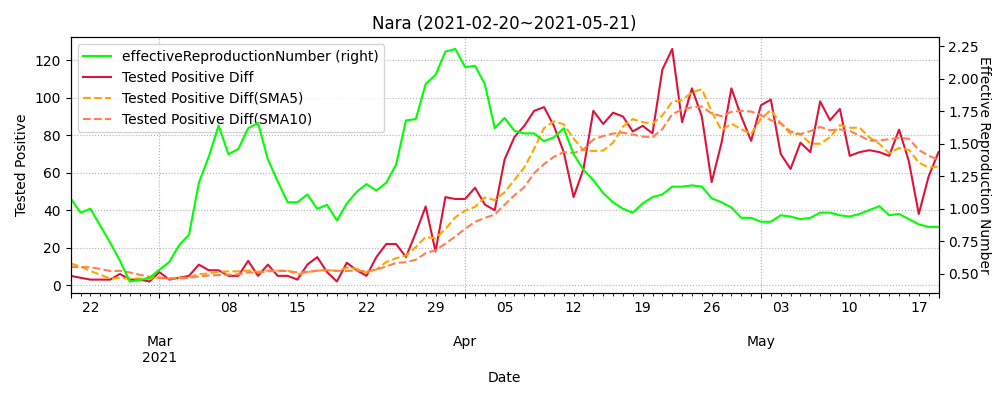 Nara (2021-02-20~2021-05-21)
effectiveReproductionNumber (right)
Tested Positive Diff
Tested Positive Diff(SMA5)
Tested Positive Diff(SMA10)
Tested Positive
120
100
80
60
40
20
0
2.25
2.00
1.75
1.50
1.25
1.00
0.75
0.50
Effective Reproduction Number
22 08 15 22 29 05 12 19 26 03 10 17
Mar Apr May
2021
Date